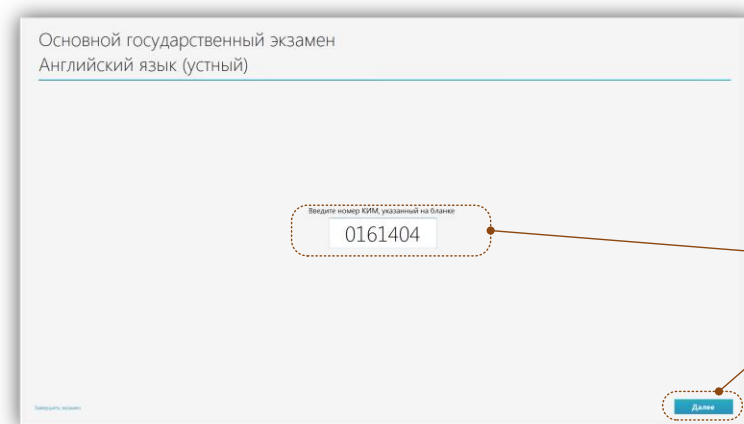 Основной государственный экзамен
Английский язык (устный)
Введите номер КИМ, указанный на бланке
0161404
Завершить экзамен
Далее